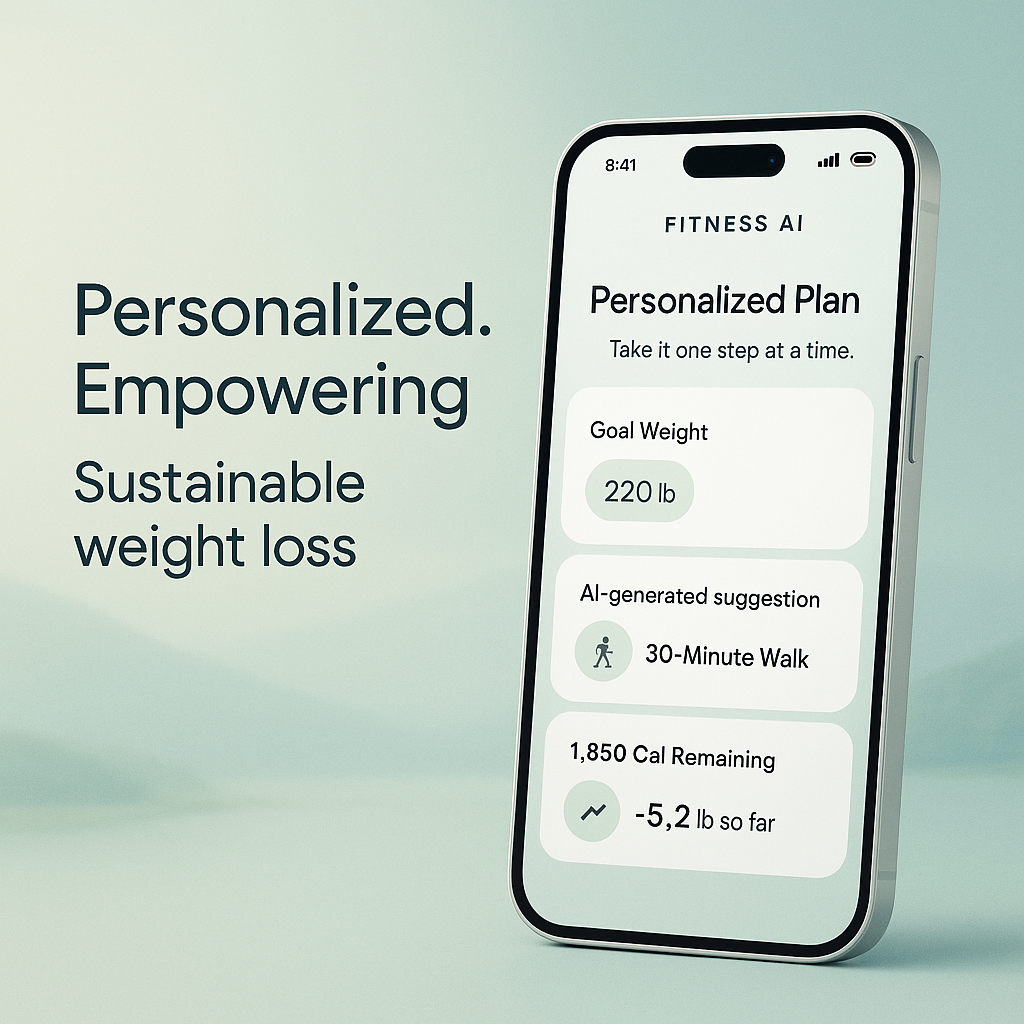 Personalized.
Empowering
Sustainable
weight loss
8:41
FITNESS AI
Personalized Plan
Take it one step at a time.
Goal Weight
220 lb
AI-generated suggestion
30-Minute Walk
1,850 Cal Remaining
-5,2 lb so far